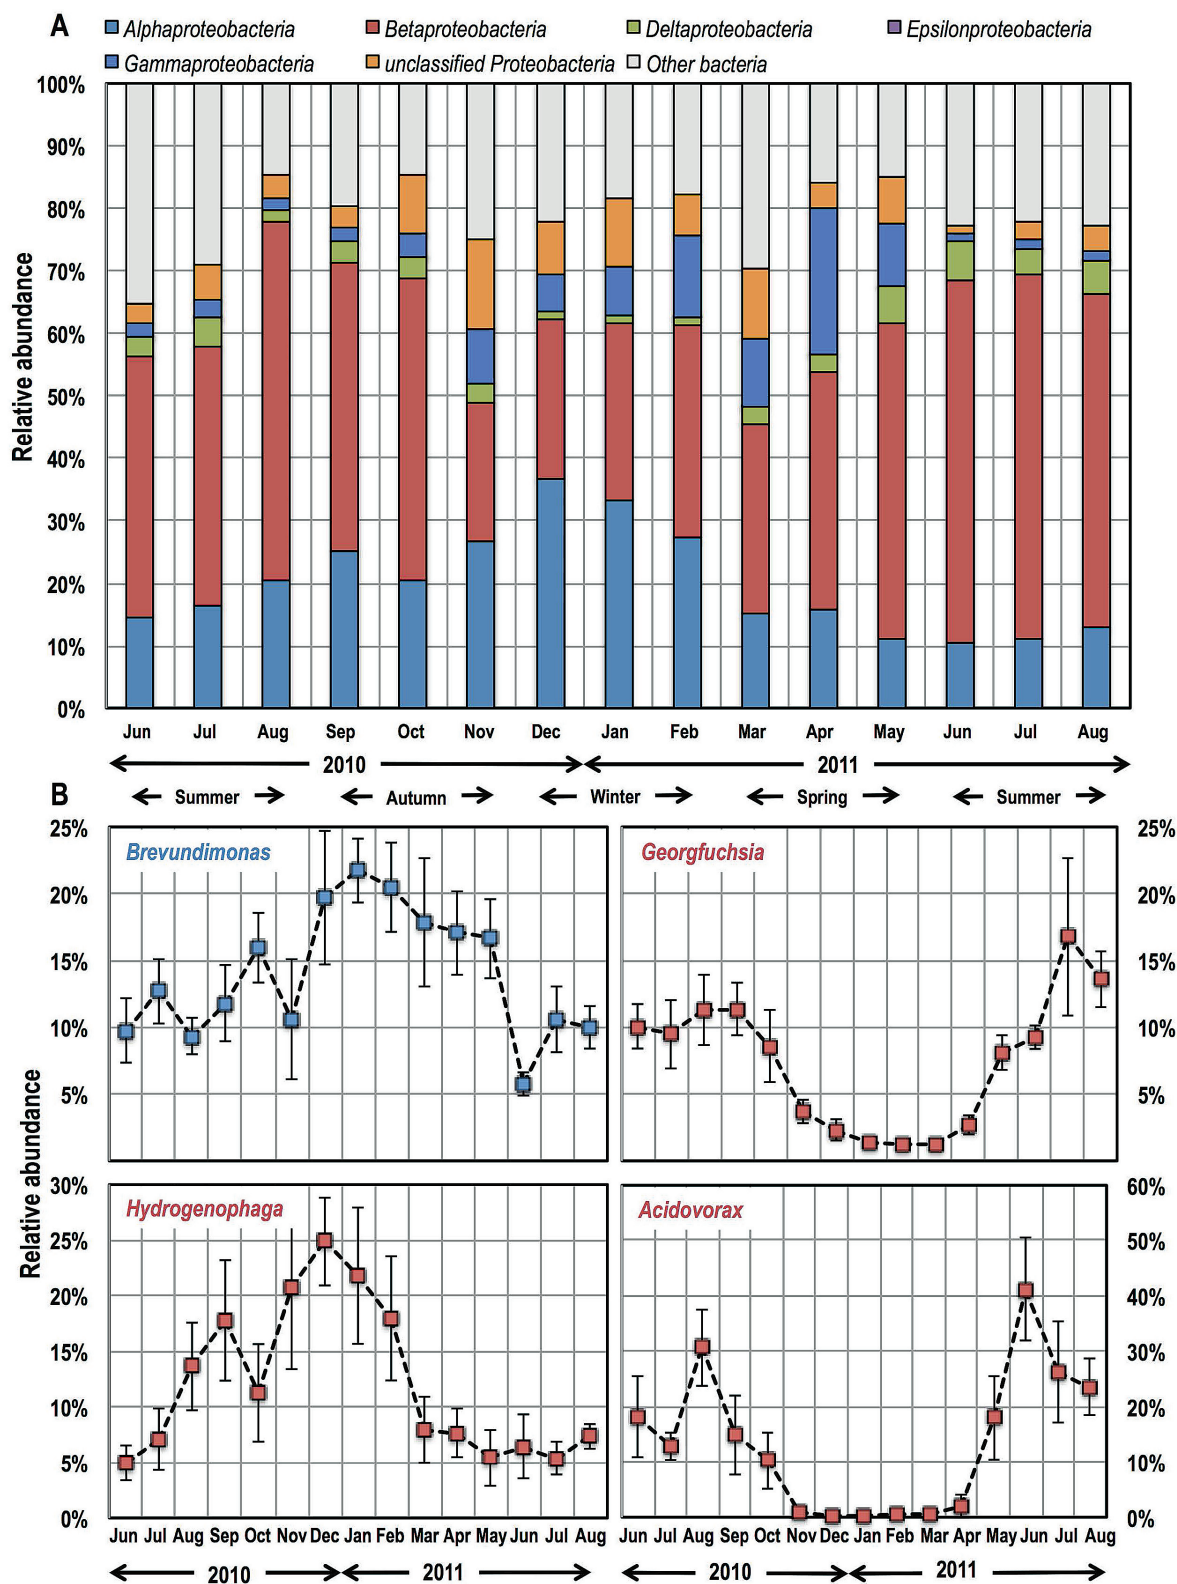 A
Alphaproteobacteria Betaproteobacteria Deltaproteobacteria Epsilonproteobacteria
Gammaproteobacteria unclassified Proteobacteria Other bacteria
Relative abundance
100%
90%
80%
70%
60%
50%
40%
30%
20%
10%
0%
Jun Jul Aug Sep Oct Nov Dec Jan Feb Mar Apr May Jun Jul Aug
2010 2011
Summer Autumn Winter Spring Summer
B
Relative abundance
Brevundimonas
25%
20%
15%
10%
5%
Georgfuchsia
25%
20%
15%
10%
5%
Relative abundance
Hydrogenophaga
30%
25%
20%
15%
10%
5%
0%
Jun Jul Aug Sep Oct Nov Dec Jan Feb Mar Apr May Jun Jul Aug
2010 2011
Acidovorax
60%
50%
40%
30%
20%
10%
0%
Jun Jul Aug Sep Oct Nov Dec Jan Feb Mar Apr May Jun Jul Aug
2010 2011